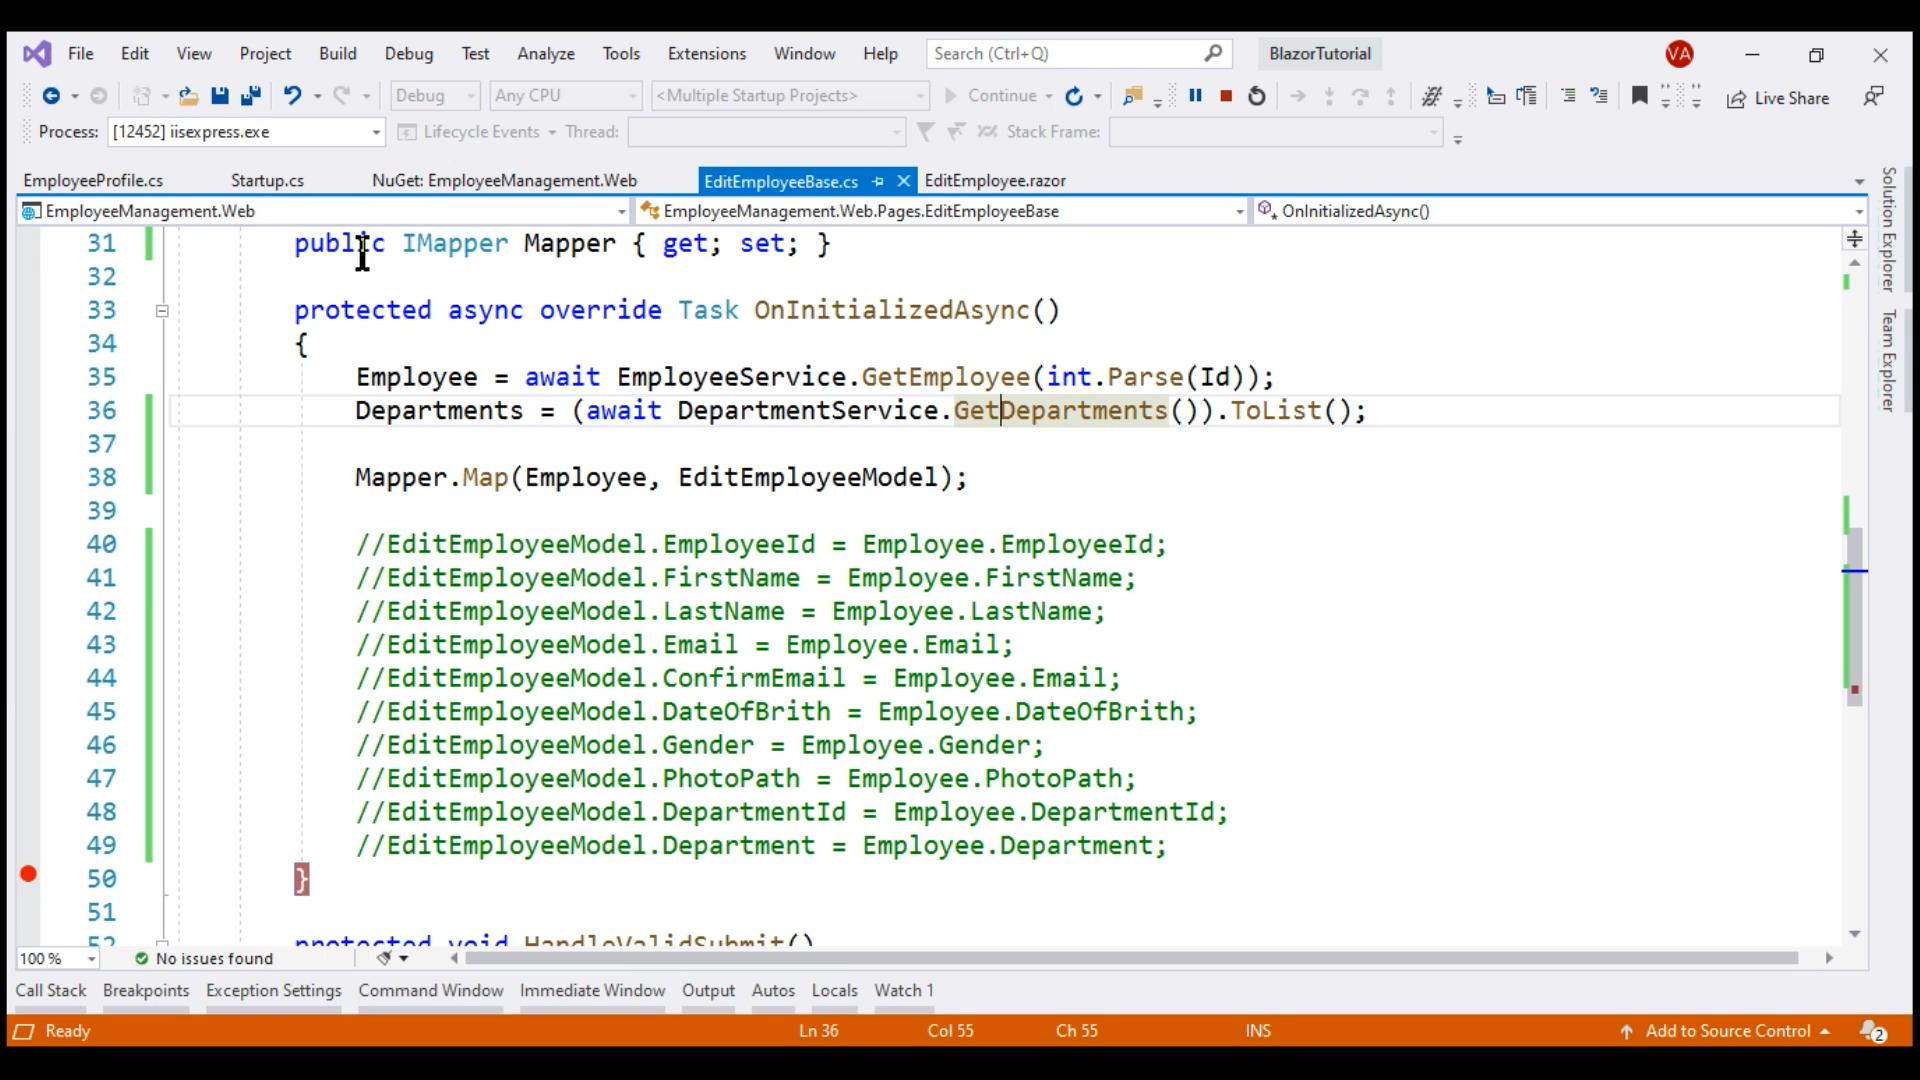 File Edit View Project Build Debug Test Analyze Tools Extensions Window Help Search (Ctrl+Q) BlazorTutorial VA
Debug Any CPU <Multiple Startup Projects> Continue Live Share
Process: [12452] iisexpress.exe Lifecycle Events Thread: Stack Frame:
EmployeeProfile.cs Startup.cs NuGet: EmployeeManagement.Web EditEmployeeBase.cs EditEmployee.razor
EmployeeManagement.Web EmployeeManagement.Web.Pages.EditEmployeeBase OnInitializedAsync()
31 public IMapper Mapper { get; set; }
32
33 protected async override Task OnInitializedAsync()
34 {
35 Employee = await EmployeeService.GetEmployee(int.Parse(Id));
36 Departments = (await DepartmentService.GetDepartments()).ToList();
37
38 Mapper.Map(Employee, EditEmployeeModel);
39
40 //EditEmployeeModel.EmployeeId = Employee.EmployeeId;
41 //EditEmployeeModel.FirstName = Employee.FirstName;
42 //EditEmployeeModel.LastName = Employee.LastName;
43 //EditEmployeeModel.Email = Employee.Email;
44 //EditEmployeeModel.ConfirmEmail = Employee.Email;
45 //EditEmployeeModel.DateOfBrith = Employee.DateOfBrith;
46 //EditEmployeeModel.Gender = Employee.Gender;
47 //EditEmployeeModel.PhotoPath = Employee.PhotoPath;
48 //EditEmployeeModel.DepartmentId = Employee.DepartmentId;
49 //EditEmployeeModel.Department = Employee.Department;
50 }
51
52 protected void HandleValidSubmit()
100 % No issues found
Call Stack Breakpoints Exception Settings Command Window Immediate Window Output Autos Locals Watch 1
Ready Ln 36 Col 55 Ch 55 INS Add to Source Control 2
Solution Explorer
Team Explorer